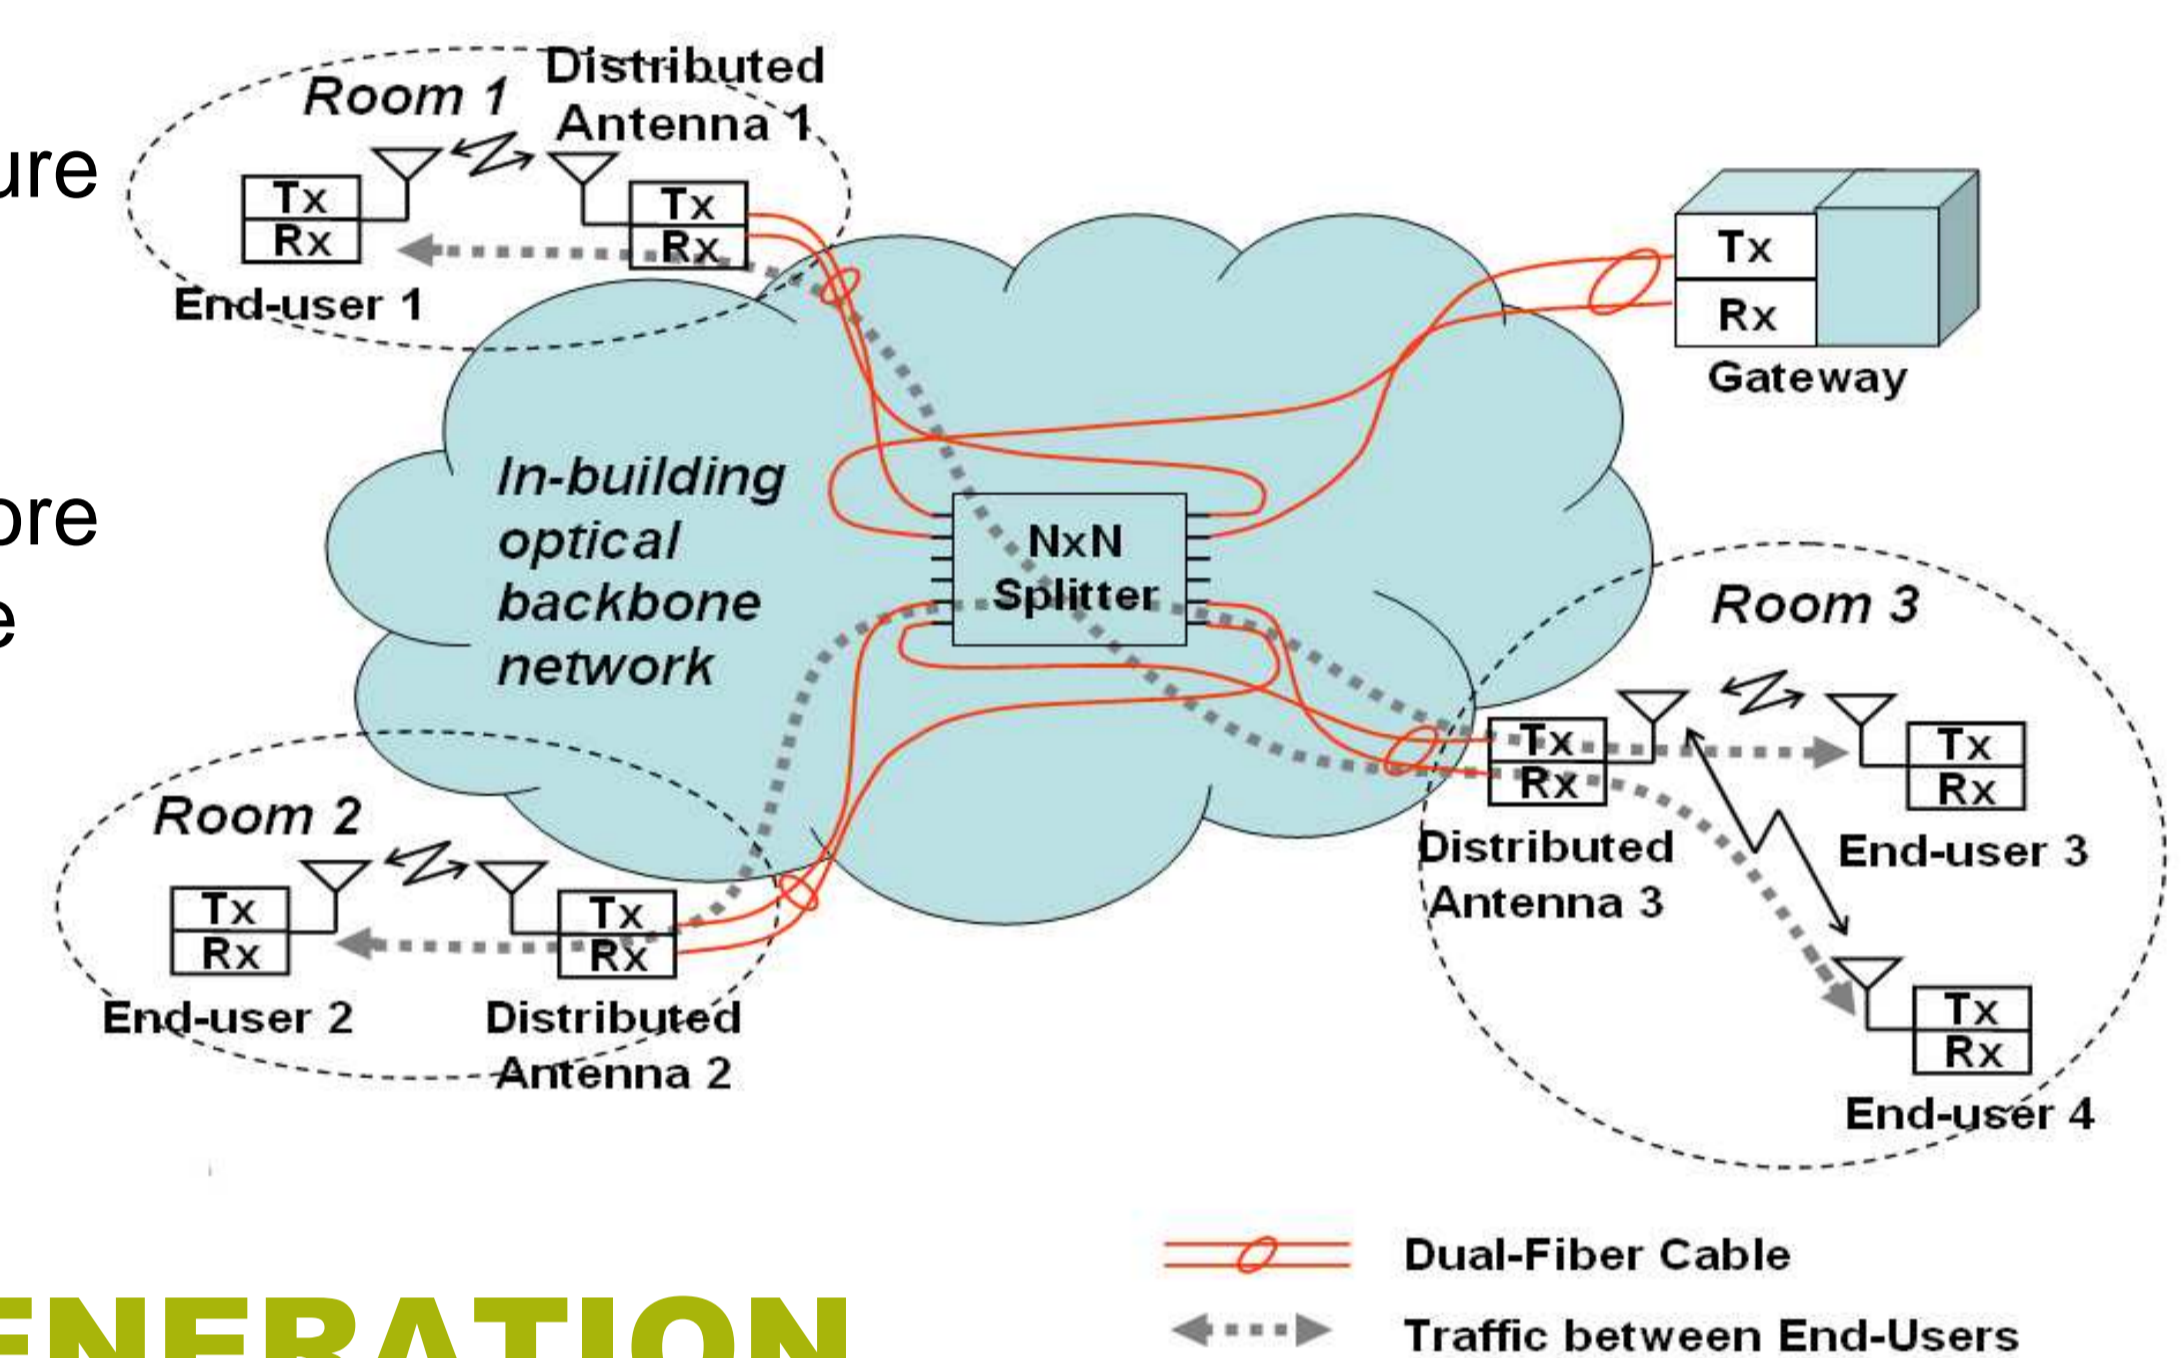 ure
ore
e
Room 1
Distributed
Antenna 1
Tx
Rx
Tx
Rx
End-user 1
Tx
Rx
Gateway
In-building
optical
backbone
network
NxN
Splitter
Room 3
Tx
Rx
Tx
Rx
Distributed
Antenna 3
End-user 3
Tx
Rx
End-user 4
Room 2
Tx
Rx
Tx
Rx
End-user 2
Distributed
Antenna 2
Dual-Fiber Cable
Traffic between End-Users
ENERATION